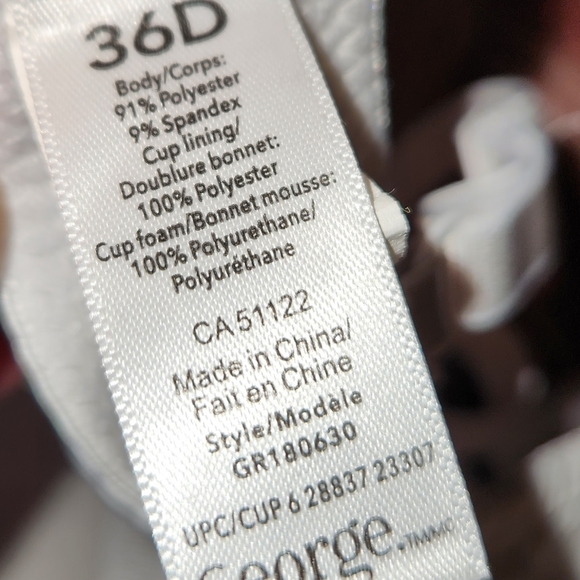 36D
Body/Corps:
91% Polyester
9% Spandex
Cup lining/
Doublure bonnet:
100% Polyester
Cup foam/Bonnet mousse:
100% Polyurethane/
Polyuréthane
CA 51122
Made in China/
Fait en Chine
Style/Modèle
GR180630
UPC/CUP 6 28837 23307
George.™MC